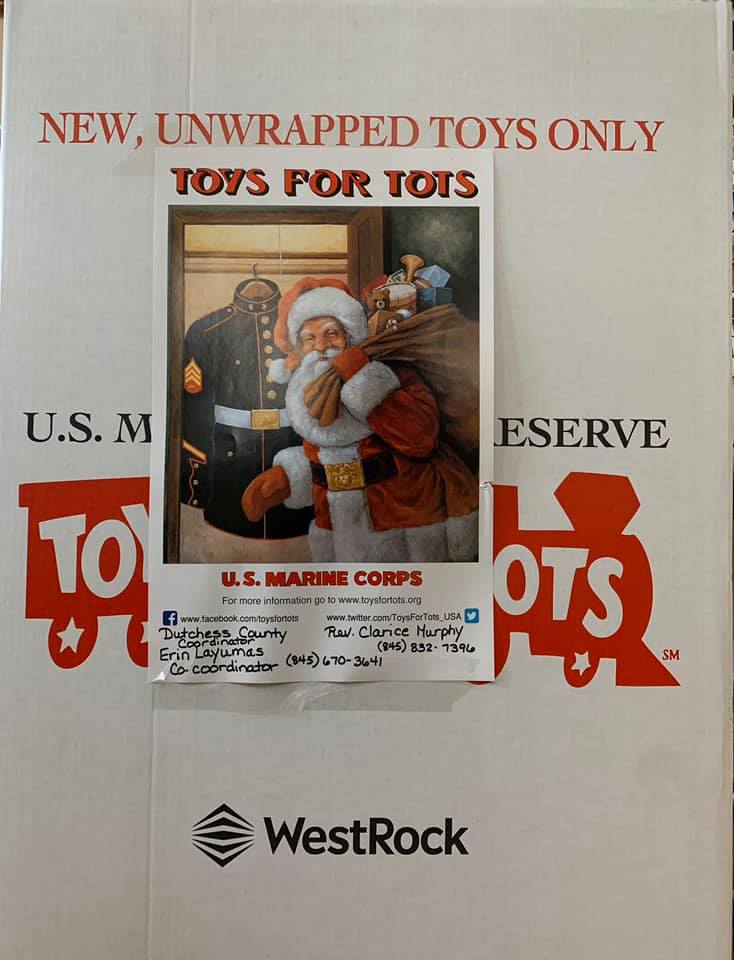 NEW, UNWRAPPED TOYS ONLY
TOYS FOR TOTS
U.S. M ESERVE
TOY OTS
SM
U.S. MARINE CORPS
For more information go to www.toysfortots.org
www.facebook.com/toysfortots www.twitter.com/ToysForTots_USA
Dutchess County Rev. Clarice Murphy
Coordinator (845) 832-7396
Erin Layumas
Co-coordinator (845) 670-3641
WestRock